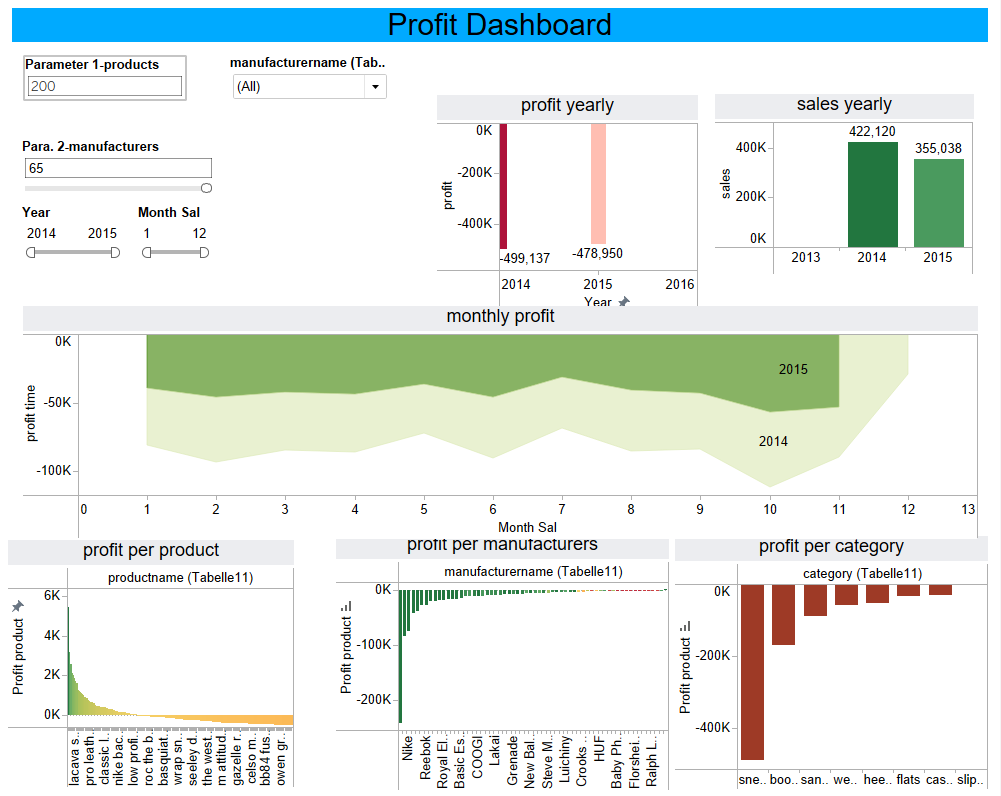 Profit Dashboard
Parameter 1-products
200
manufacturername (Tab..
(All)
Para. 2-manufacturers
65
Year
Month Sal
2014 2015
1 12
profit yearly
profit
0K
-200K
-400K
-499,137
-478,950
2014 2015 2016
Year
sales yearly
sales
400K
200K
0K
422,120
355,038
2013 2014 2015
monthly profit
profit time
0K
-50K
-100K
2015
2014
0 1 2 3 4 5 6 7 8 9 10 11 12 13
Month Sal
profit per product
productname (Tabelle11)
Profit product
6K
4K
2K
0K
lacava s..
pro leath..
classic l..
nike bac..
low profi..
roc the b..
basquiat..
wrap sn..
seeley d..
the west..
m attitud..
gazelle r..
celso m..
bb84 fus..
owen gr..
profit per manufacturers
manufacturername (Tabelle11)
Profit product
0K
-100K
-200K
Nike
Reebok
Royal El..
Basic Es..
COOGI
Lakai
Grenade
New Bal..
Steve M..
Luichiny
Crooks ..
HUF
Baby Ph..
Florshei..
Ralph L..
profit per category
category (Tabelle11)
Profit product
0K
-200K
-400K
sne.. boo.. san.. we.. hee.. flats cas.. slip..